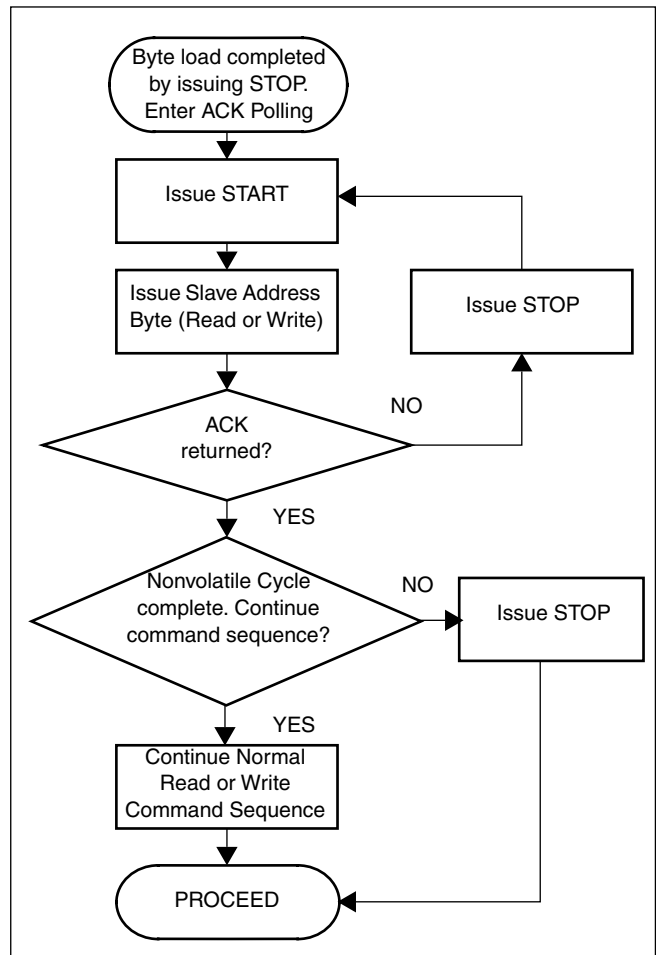 Byte load completed
by issuing STOP.
Enter ACK Polling
Issue START
Issue Slave Address
Byte (Read or Write)
Issue STOP
ACK
returned?
NO
YES
Nonvolatile Cycle
complete. Continue
command sequence?
NO
Issue STOP
YES
Continue Normal
Read or Write
Command Sequence
PROCEED